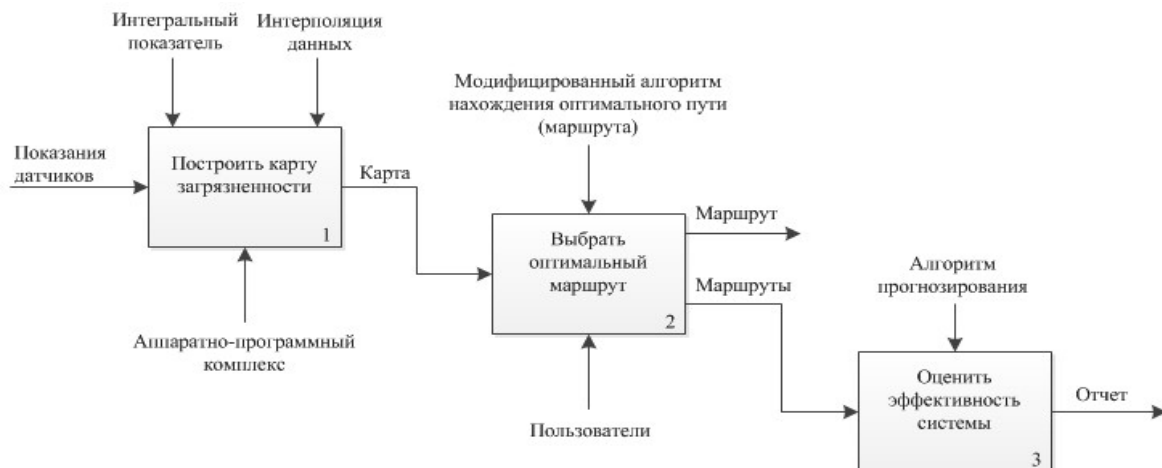 Интегральный
показатель
Интерполяция
данных
Показания
датчиков
Построить карту
загрязненности
1
Карта
Аппаратно-программный
комплекс
Модифицированный алгоритм
нахождения оптимального пути
(маршрута)
Выбрать
оптимальный
маршрут
2
Маршрут
Маршруты
Пользователи
Алгоритм
прогнозирования
Оценить
эффективность
системы
3
Отчет